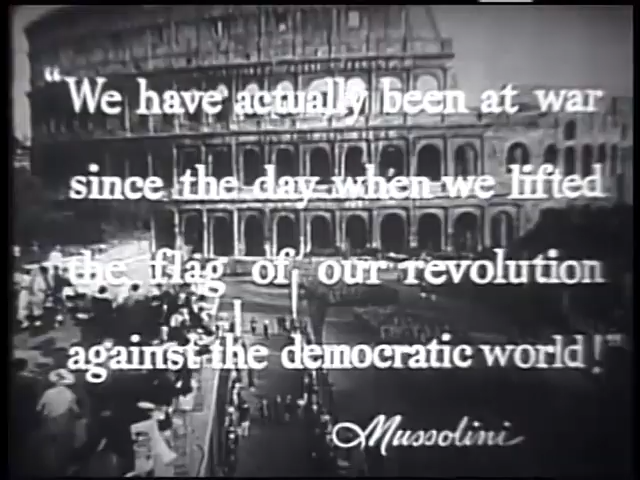 "We have actually been at war
since the day when we lifted
the flag of our revolution
against the democratic world!"
Mussolini